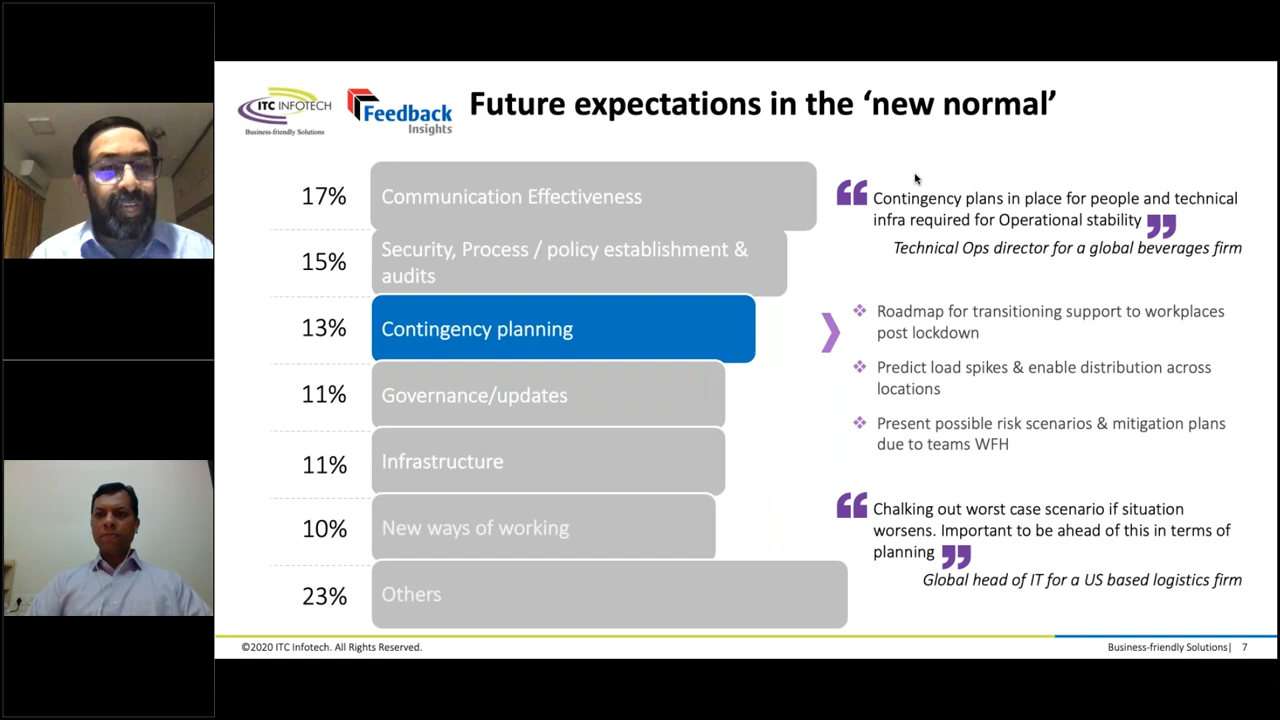 ITC INFOTECH
Business-friendly Solutions
Feedback
Insights
Future expectations in the ‘new normal’
17%
Communication Effectiveness
15%
Security, Process / policy establishment &
audits
13%
Contingency planning
11%
Governance/updates
11%
Infrastructure
10%
New ways of working
23%
Others
Contingency plans in place for people and technical
infra required for Operational stability
Technical Ops director for a global beverages firm
Roadmap for transitioning support to workplaces
post lockdown
Predict load spikes & enable distribution across
locations
Present possible risk scenarios & mitigation plans
due to teams WFH
Chalking out worst case scenario if situation
worsens. Important to be ahead of this in terms of
planning
Global head of IT for a US based logistics firm
©2020 ITC Infotech. All Rights Reserved.
Business-friendly Solutions| 7